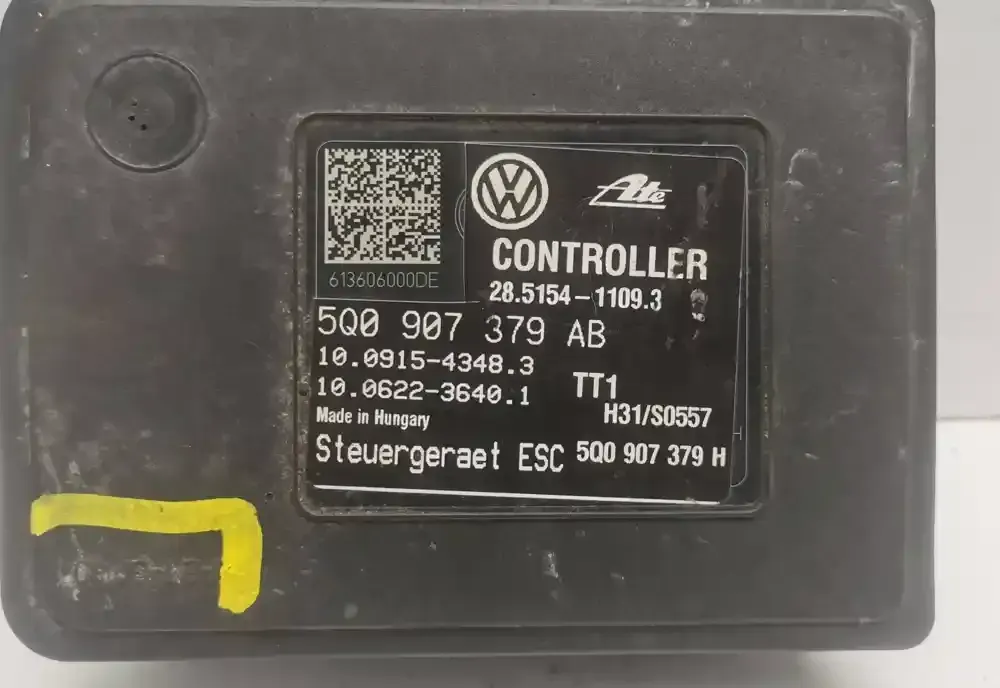 613606000DE
Ate
CONTROLLER
28.5154-1109.3
5Q0 907 379 AB
10.0915-4348.3
10.0622-3640.1
TT1
H31/S0557
Made in Hungary
Steuergeraet ESC 5Q0 907 379 H